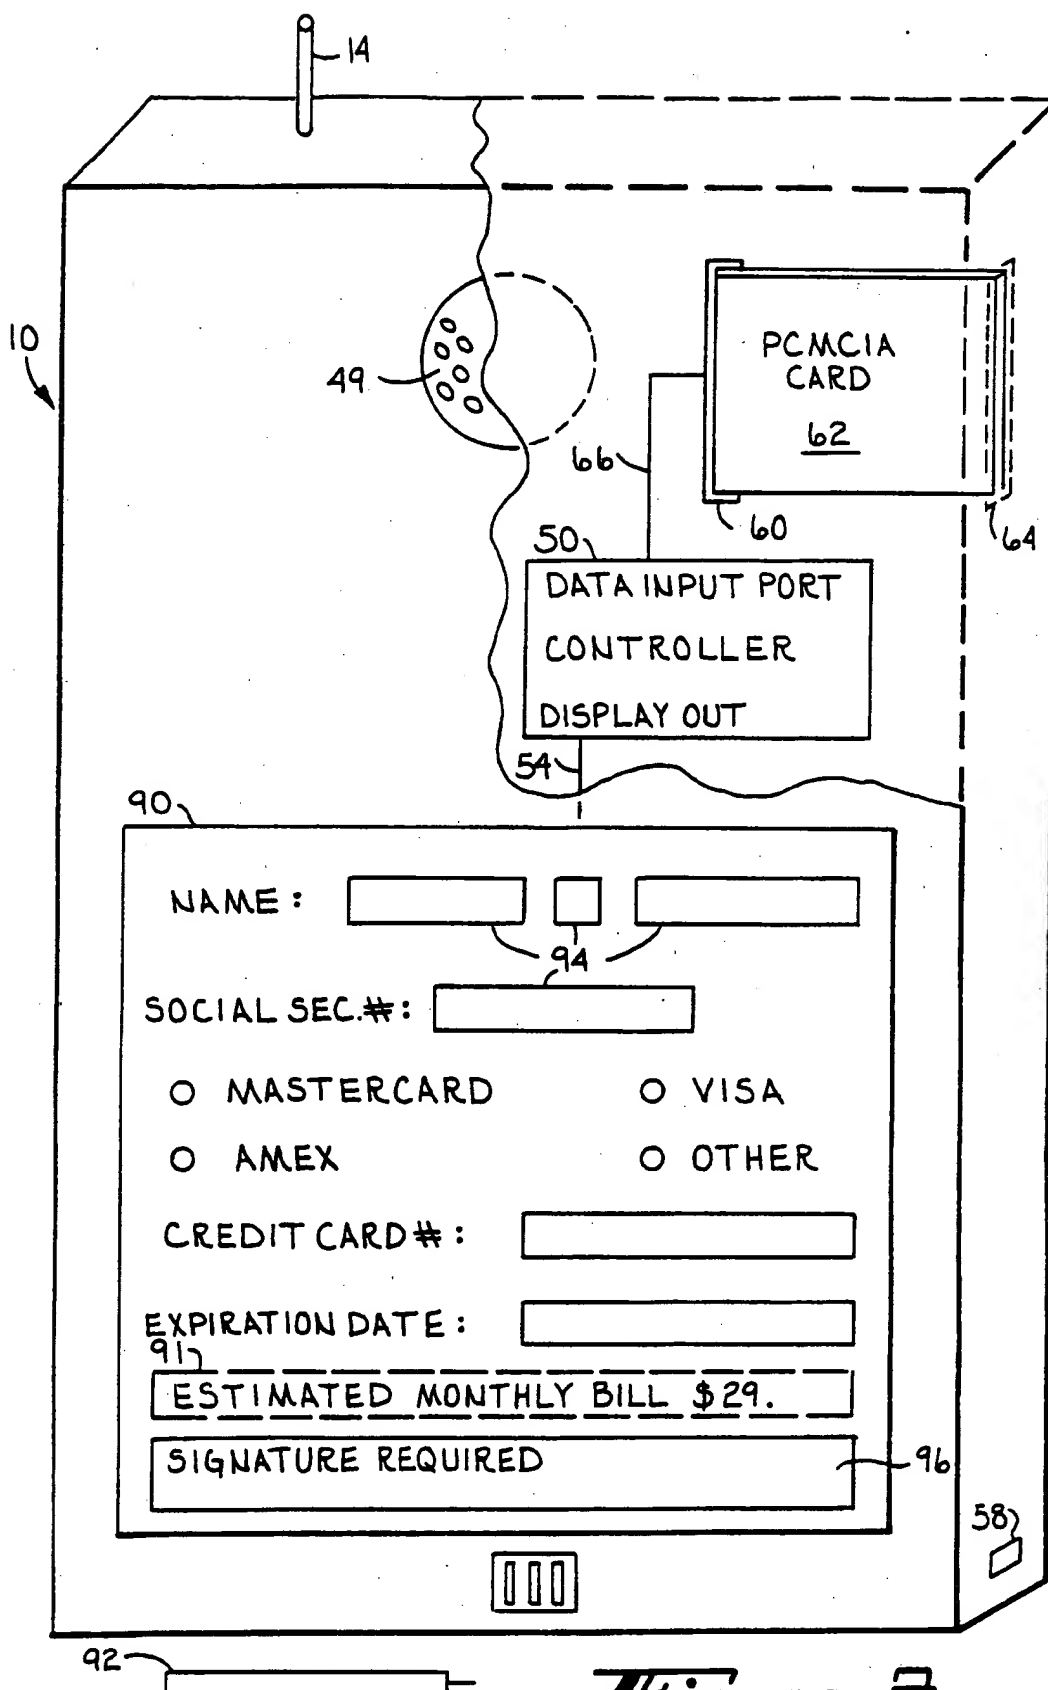 14
10
49
PCMCIA
CARD
62
66
60
64
50
DATA INPUT PORT
CONTROLLER
DISPLAY OUT
54
90
NAME:
94
SOCIAL SEC.#:
MASTERCARD
VISA
AMEX
OTHER
CREDIT CARD #:
EXPIRATION DATE:
91
ESTIMATED MONTHLY BILL $29.
SIGNATURE REQUIRED
96
58
92